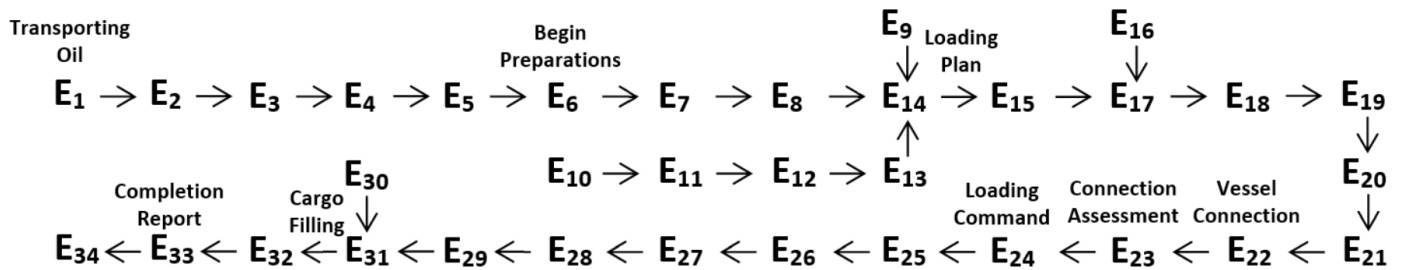 E9 E16
Transporting
Oil
Begin
Preparations
Loading
Plan
E1 → E2 → E3 → E4 → E5 → E6 → E7 → E8 → E14 → E15 → E17 → E18 → E19
E30 E10 → E11 → E12 → E13 E20
Completion
Report
Cargo
Filling
Loading
Command
Connection
Assessment
Vessel
Connection
E34 ← E33 ← E32 ← E31 ← E29 ← E28 ← E27 ← E26 ← E25 ← E24 ← E23 ← E22 ← E21